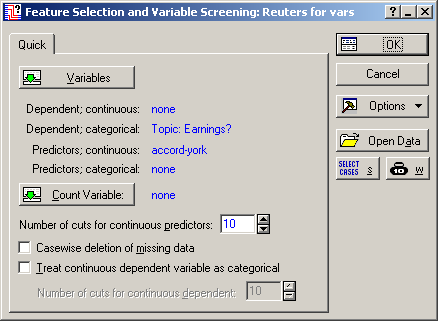 Feature Selection and Variable Screening: Reuters for vars
Quick
Variables
Dependent; continuous: none
Dependent; categorical: Topic: Earnings?
Predictors; continuous: accord-york
Predictors; categorical: none
Count Variable: none
Number of cuts for continuous predictors: 10
Casewise deletion of missing data
Treat continuous dependent variable as categorical
Number of cuts for continuous dependent: 10
OK
Cancel
Options
Open Data
SELECT CASES S
W